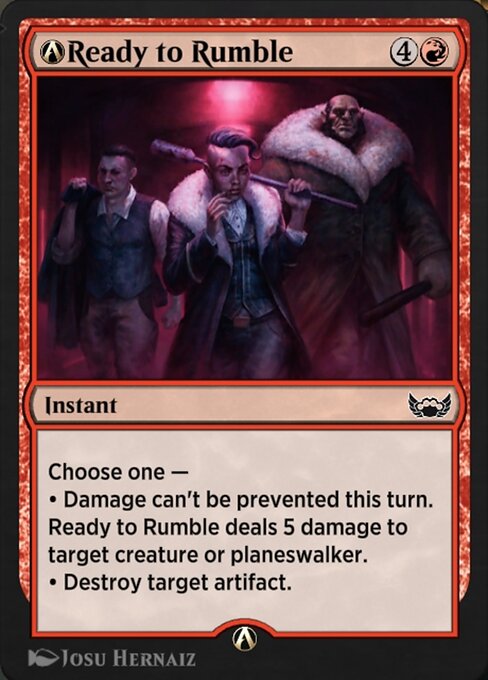 Ready to Rumble 4
Instant
Choose one —
• Damage can't be prevented this turn.
Ready to Rumble deals 5 damage to
target creature or planeswalker.
• Destroy target artifact.
Josu Hernaiz